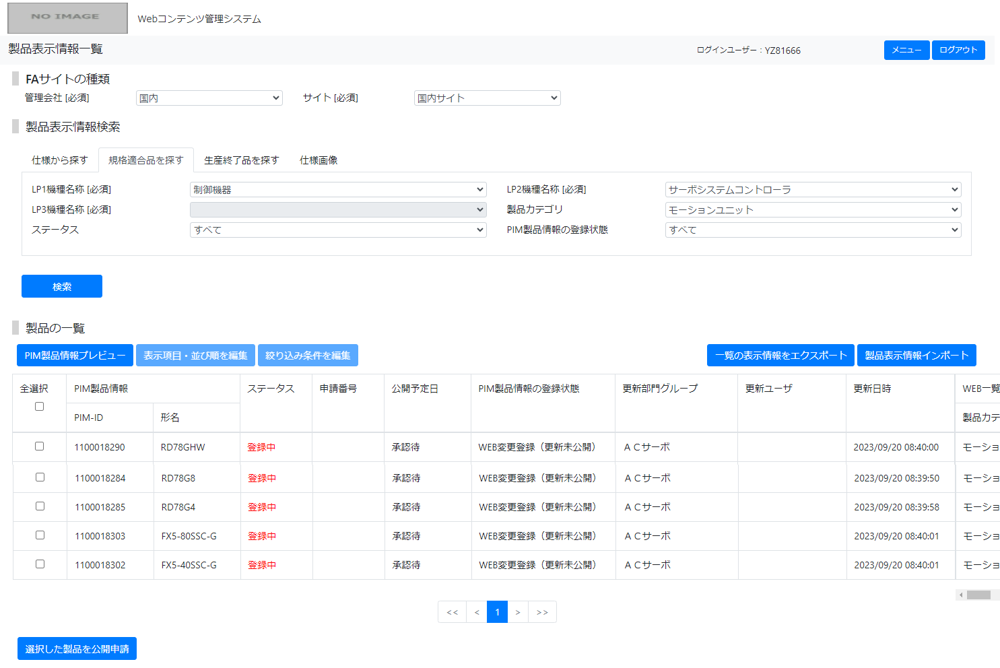 NO IMAGE Webコンテンツ管理システム
製品表示情報一覧 ログインユーザー：YZ81666 メニュー ログアウト
FAサイトの種類
管理会社 [必須] 国内 サイト [必須] 国内サイト
製品表示情報検索
仕様から探す 規格適合品を探す 生産終了品を探す 仕様画像
LP1機種名称 [必須] 制御機器 LP2機種名称 [必須] サーボシステムコントローラ
LP3機種名称 [必須] 製品カテゴリ モーションユニット
ステータス すべて PIM製品情報の登録状態 すべて
検索
製品の一覧
PIM製品情報プレビュー 表示項目・並び順を編集 絞り込み条件を編集 一覧の表示情報をエクスポート 製品表示情報インポート
全選択 PIM製品情報 ステータス 申請番号 公開予定日 PIM製品情報の登録状態 更新部門グループ 更新ユーザ 更新日時 WEB一覧
PIM-ID 形名 製品カテ
1100018290 RD78GHW 登録中 承認待 WEB変更登録（更新未公開） ＡＣサーボ 2023/09/20 08:40:00 モーショ
1100018284 RD78G8 登録中 承認待 WEB変更登録（更新未公開） ＡＣサーボ 2023/09/20 08:39:50 モーショ
1100018285 RD78G4 登録中 承認待 WEB変更登録（更新未公開） ＡＣサーボ 2023/09/20 08:39:58 モーショ
1100018303 FX5-80SSC-G 登録中 承認待 WEB変更登録（更新未公開） ＡＣサーボ 2023/09/20 08:40:01 モーショ
1100018302 FX5-40SSC-G 登録中 承認待 WEB変更登録（更新未公開） ＡＣサーボ 2023/09/20 08:40:01 モーショ
<< < 1 > >>
選択した製品を公開申請